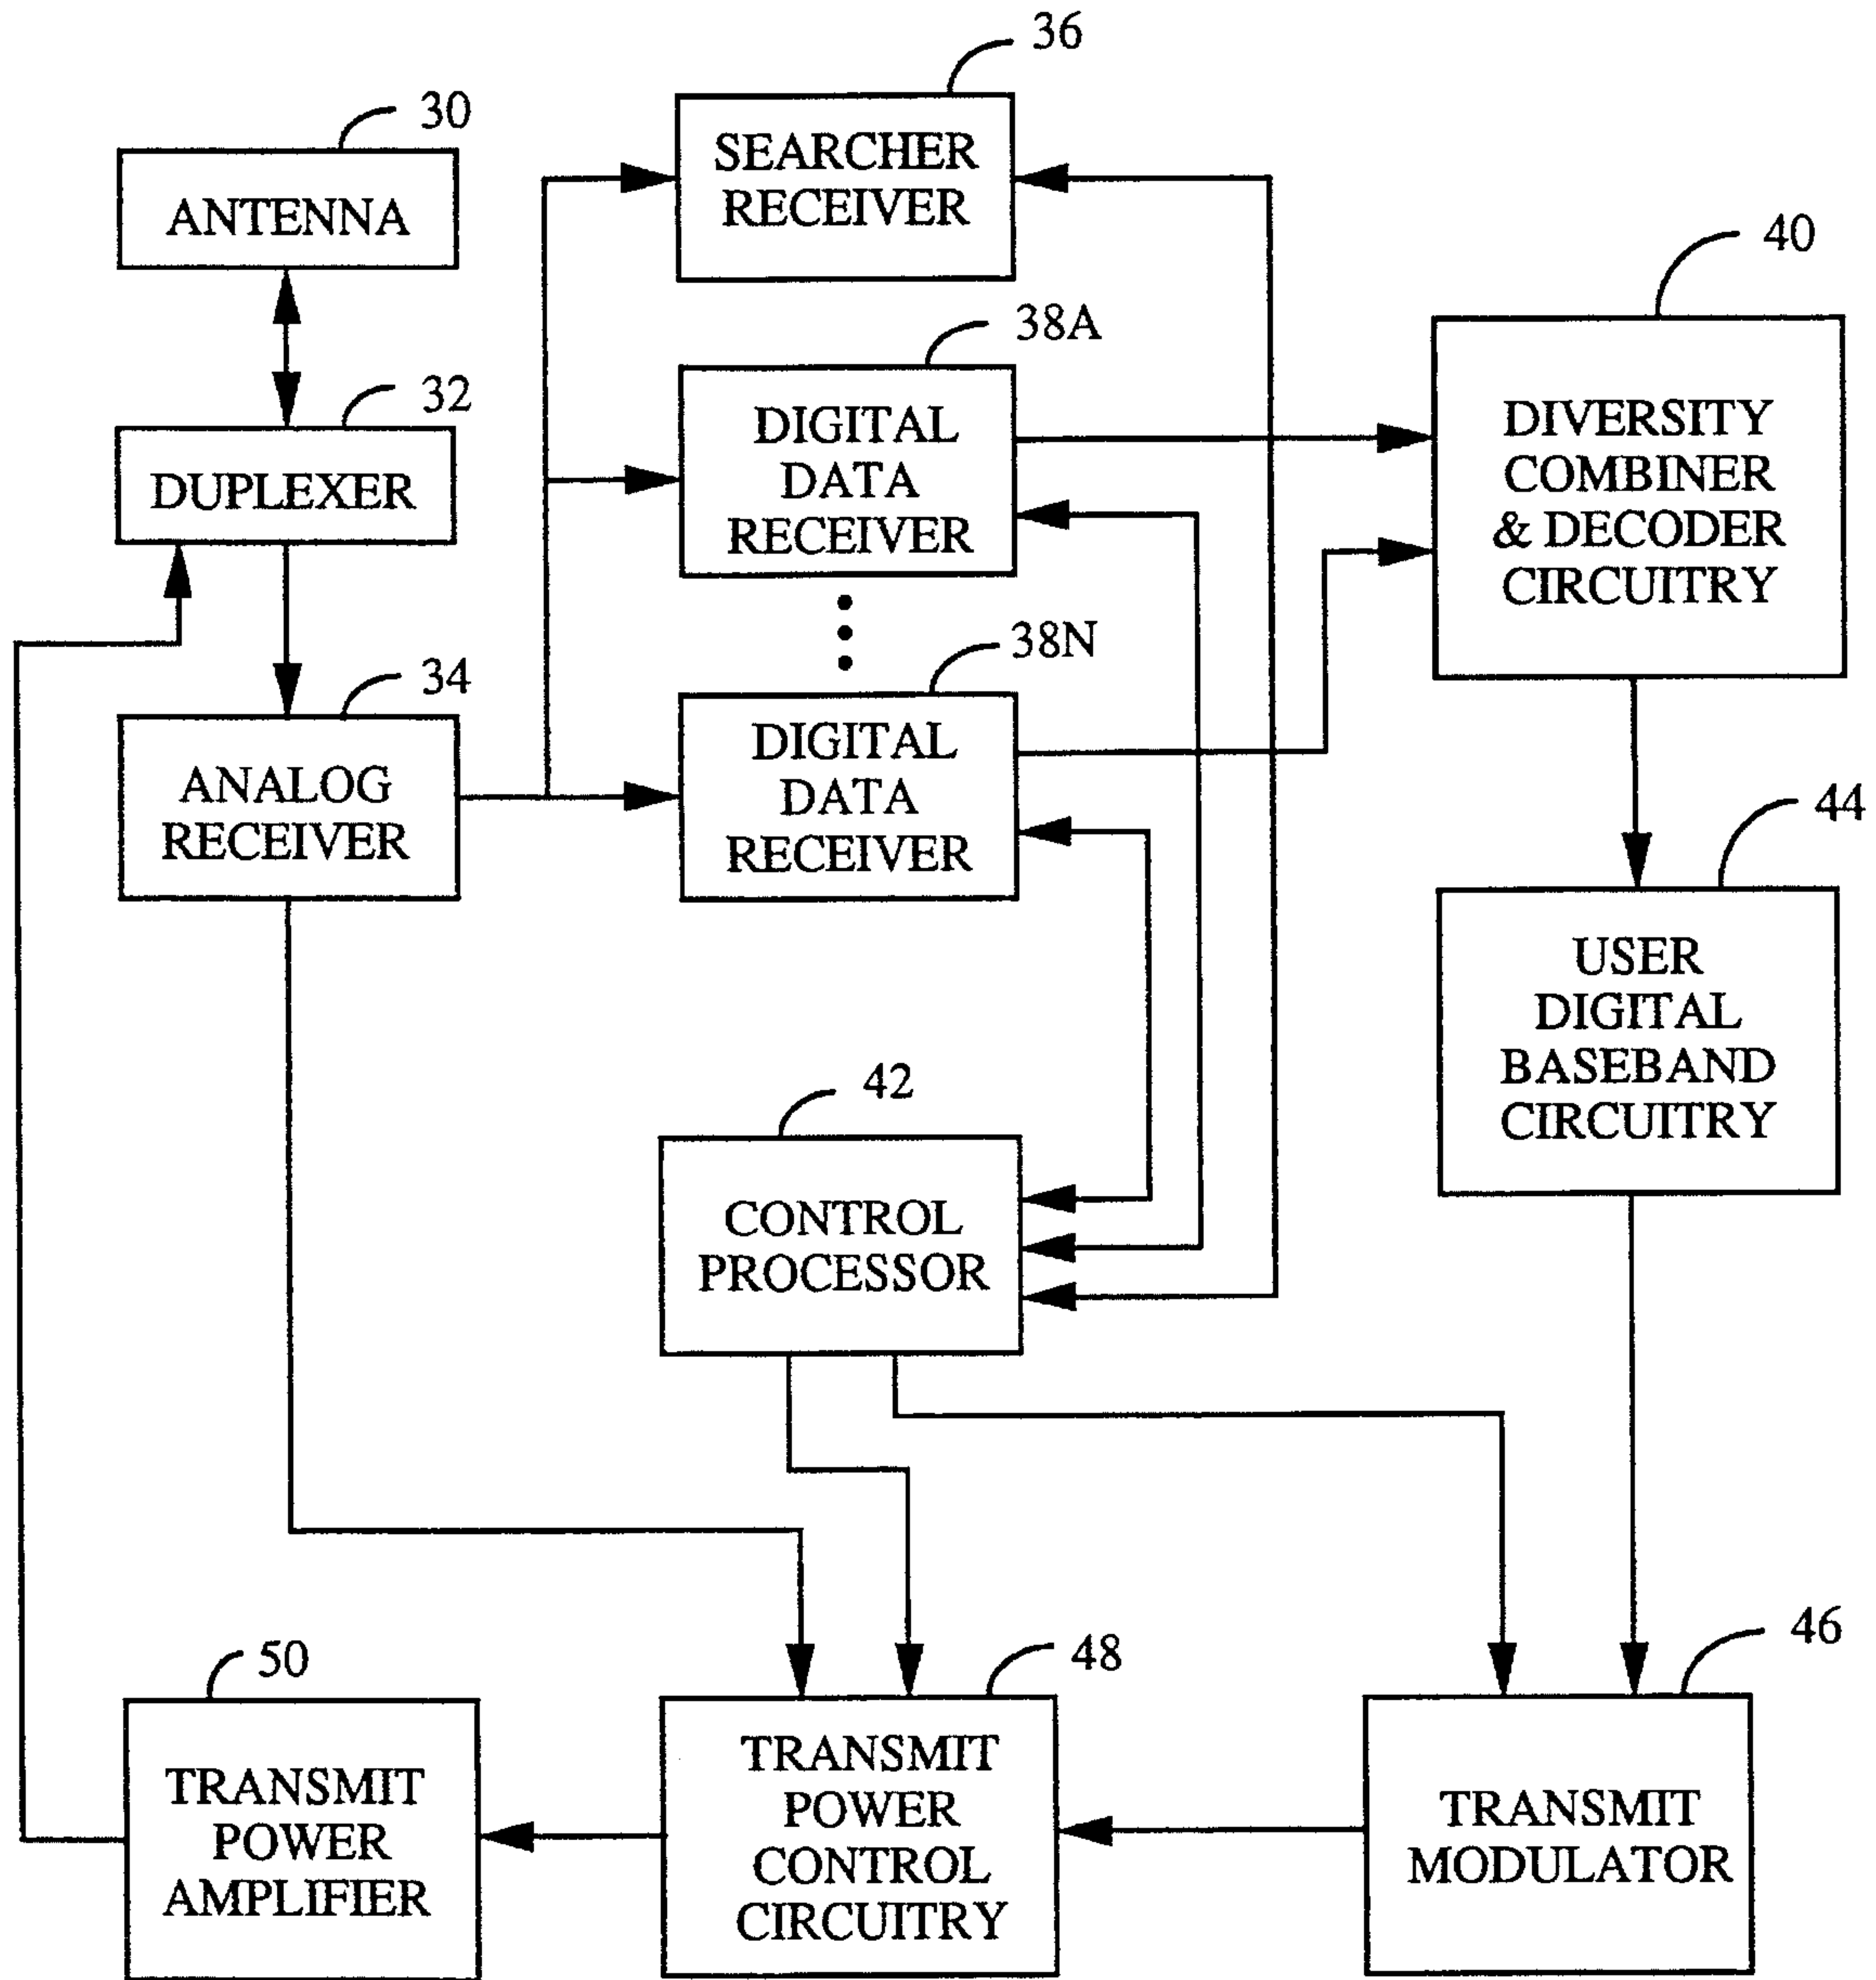 36
30
SEARCHER
RECEIVER
ANTENNA
40
38A
32
DIGITAL
DATA
RECEIVER
DIVERSITY
COMBINER
& DECODER
CIRCUITRY
DUPLEXER
38N
34
DIGITAL
DATA
RECEIVER
ANALOG
RECEIVER
44
USER
DIGITAL
BASEBAND
CIRCUITRY
42
CONTROL
PROCESSOR
50
48
46
TRANSMIT
POWER
AMPLIFIER
TRANSMIT
POWER
CONTROL
CIRCUITRY
TRANSMIT
MODULATOR